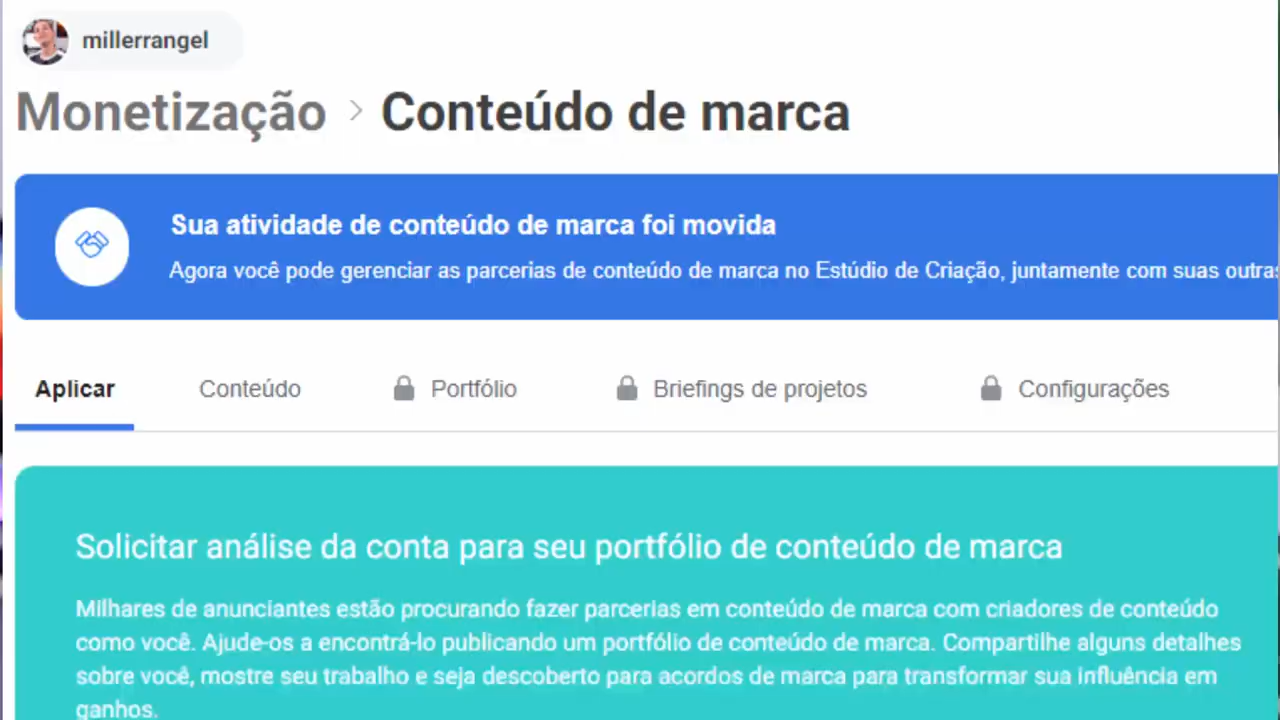 millerrangel
Monetização > Conteúdo de marca
Sua atividade de conteúdo de marca foi movida
Agora você pode gerenciar as parcerias de conteúdo de marca no Estúdio de Criação, juntamente com suas outras
Aplicar Conteúdo Portfólio Briefings de projetos Configurações
Solicitar análise da conta para seu portfólio de conteúdo de marca
Milhares de anunciantes estão procurando fazer parcerias em conteúdo de marca com criadores de conteúdo
como você. Ajude-os a encontrá-lo publicando um portfólio de conteúdo de marca. Compartilhe alguns detalhes
sobre você, mostre seu trabalho e seja descoberto para acordos de marca para transformar sua influência em
ganhos.